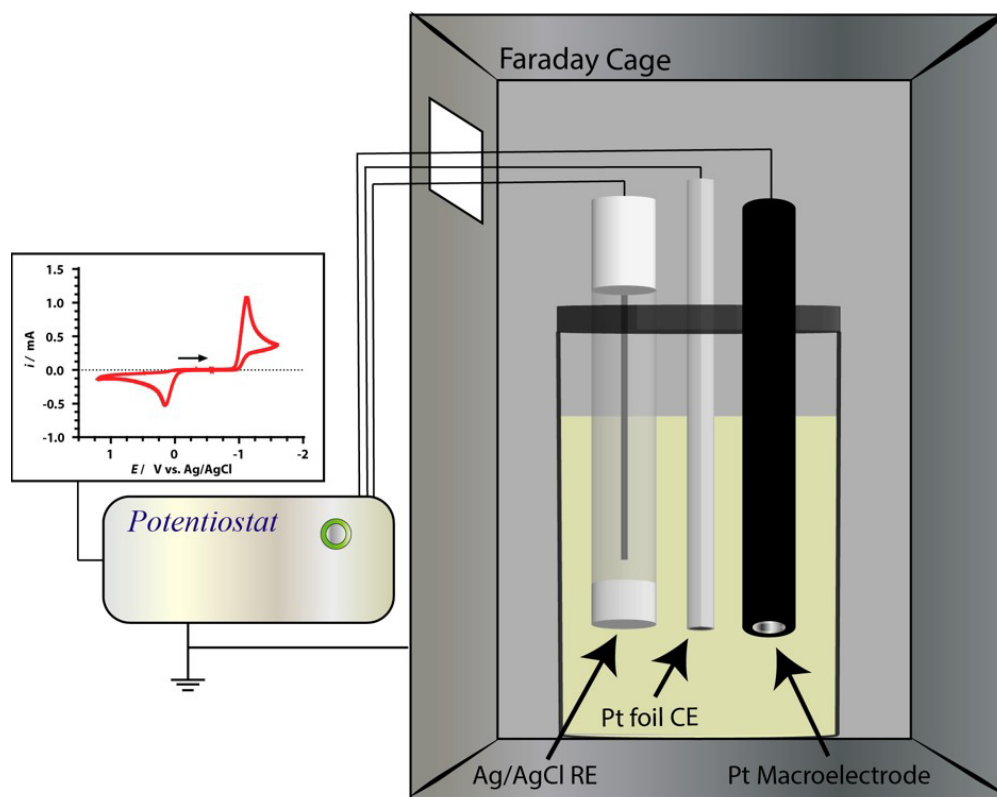 Faraday Cage
1.5
1.0
0.5
0.0
-0.5
-1.0
i / mA
1 0 -1 -2
E / V vs. Ag/AgCl
Potentiostat
Pt foil CE
Ag/AgCl RE
Pt Macroelectrode